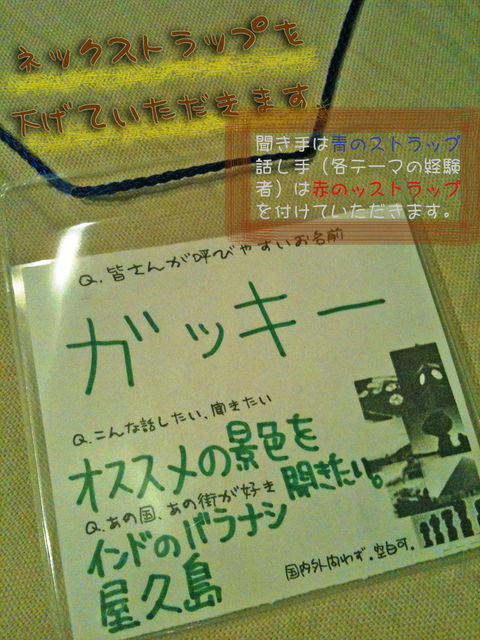 ネックストラップを
下げていただきます。
聞き手は青のストラップ
話し手（各テーマの経験
者）は赤のッストラップ
を付けていただきます。
Q.皆さんが呼びやすいお名前
ガッキー
Q.こんな話したい、聞きたい
オススメの景色を
聞きたい。
Q.あの国、あの街が好き
インドのバラナシ
屋久島
国内外問わず。空白可.